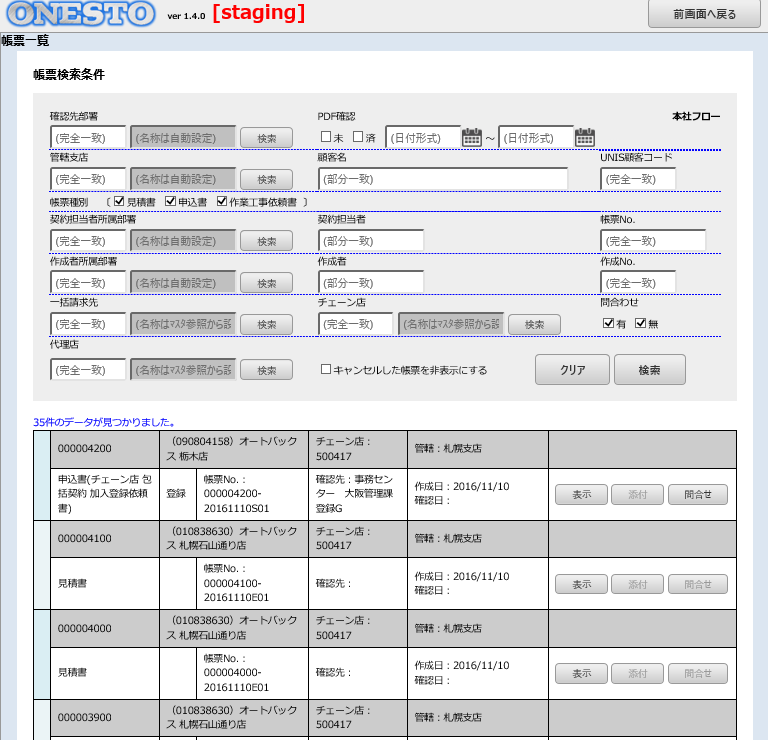 ONESTO ver 1.4.0 [staging] 前画面へ戻る
帳票一覧
帳票検索条件
確認先部署 PDF確認 本社フロー
(完全一致) (名称は自動設定) 検索 未 済 (日付形式) ～ (日付形式)
管轄支店 顧客名 UNIS顧客コード
(完全一致) (名称は自動設定) 検索 (部分一致) (完全一致)
帳票種別 〔 見積書 申込書 作業工事依頼書 〕
契約担当者所属部署 契約担当者 帳票No.
(完全一致) (名称は自動設定) 検索 (部分一致) (完全一致)
作成者所属部署 作成者 作成No.
(完全一致) (名称は自動設定) 検索 (部分一致) (完全一致)
一括請求先 チェーン店 問合わせ
(完全一致) (名称はﾏｽﾀ参照から設 検索 (完全一致) (名称はﾏｽﾀ参照から設 検索 有 無
代理店
(完全一致) (名称はﾏｽﾀ参照から設 検索 キャンセルした帳票を非表示にする クリア 検索
35件のデータが見つかりました。
000004200 （090804158）オートバック チェーン店： 管轄：札幌支店
ス 栃木店 500417
申込書(チェーン店 包 登録 帳票No.： 確認先：事務セン 作成日：2016/11/10 表示 添付 問合せ
括契約 加入登録依頼 000004200- ター　大阪管理課 確認日：
書) 20161110S01 登録G
000004100 （010838630）オートバック チェーン店： 管轄：札幌支店
ス 札幌石山通り店 500417
見積書 帳票No.： 確認先： 作成日：2016/11/10 表示 添付 問合せ
000004100- 確認日：
20161110E01
000004000 （010838630）オートバック チェーン店： 管轄：札幌支店
ス 札幌石山通り店 500417
見積書 帳票No.： 確認先： 作成日：2016/11/10 表示 添付 問合せ
000004000- 確認日：
20161110E01
000003900 （010838630）オートバック チェーン店： 管轄：札幌支店
ス 札幌石山通り店 500417